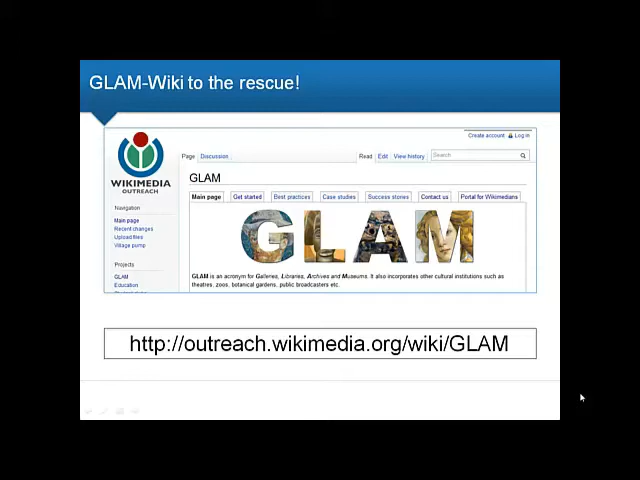 GLAM-Wiki to the rescue!
Create account Log in
Page Discussion Read Edit View history Search
WIKIMEDIA
OUTREACH
GLAM
Main page Get started Best practices Case studies Success stories Contact us Portal for Wikimedians
Navigation
Main page
Recent changes
Upload files
Village pump
Projects
GLAM
Education
GLAM
GLAM is an acronym for Galleries, Libraries, Archives and Museums. It also incorporates other cultural institutions such as
theatres, zoos, botanical gardens, public broadcasters etc.
http://outreach.wikimedia.org/wiki/GLAM